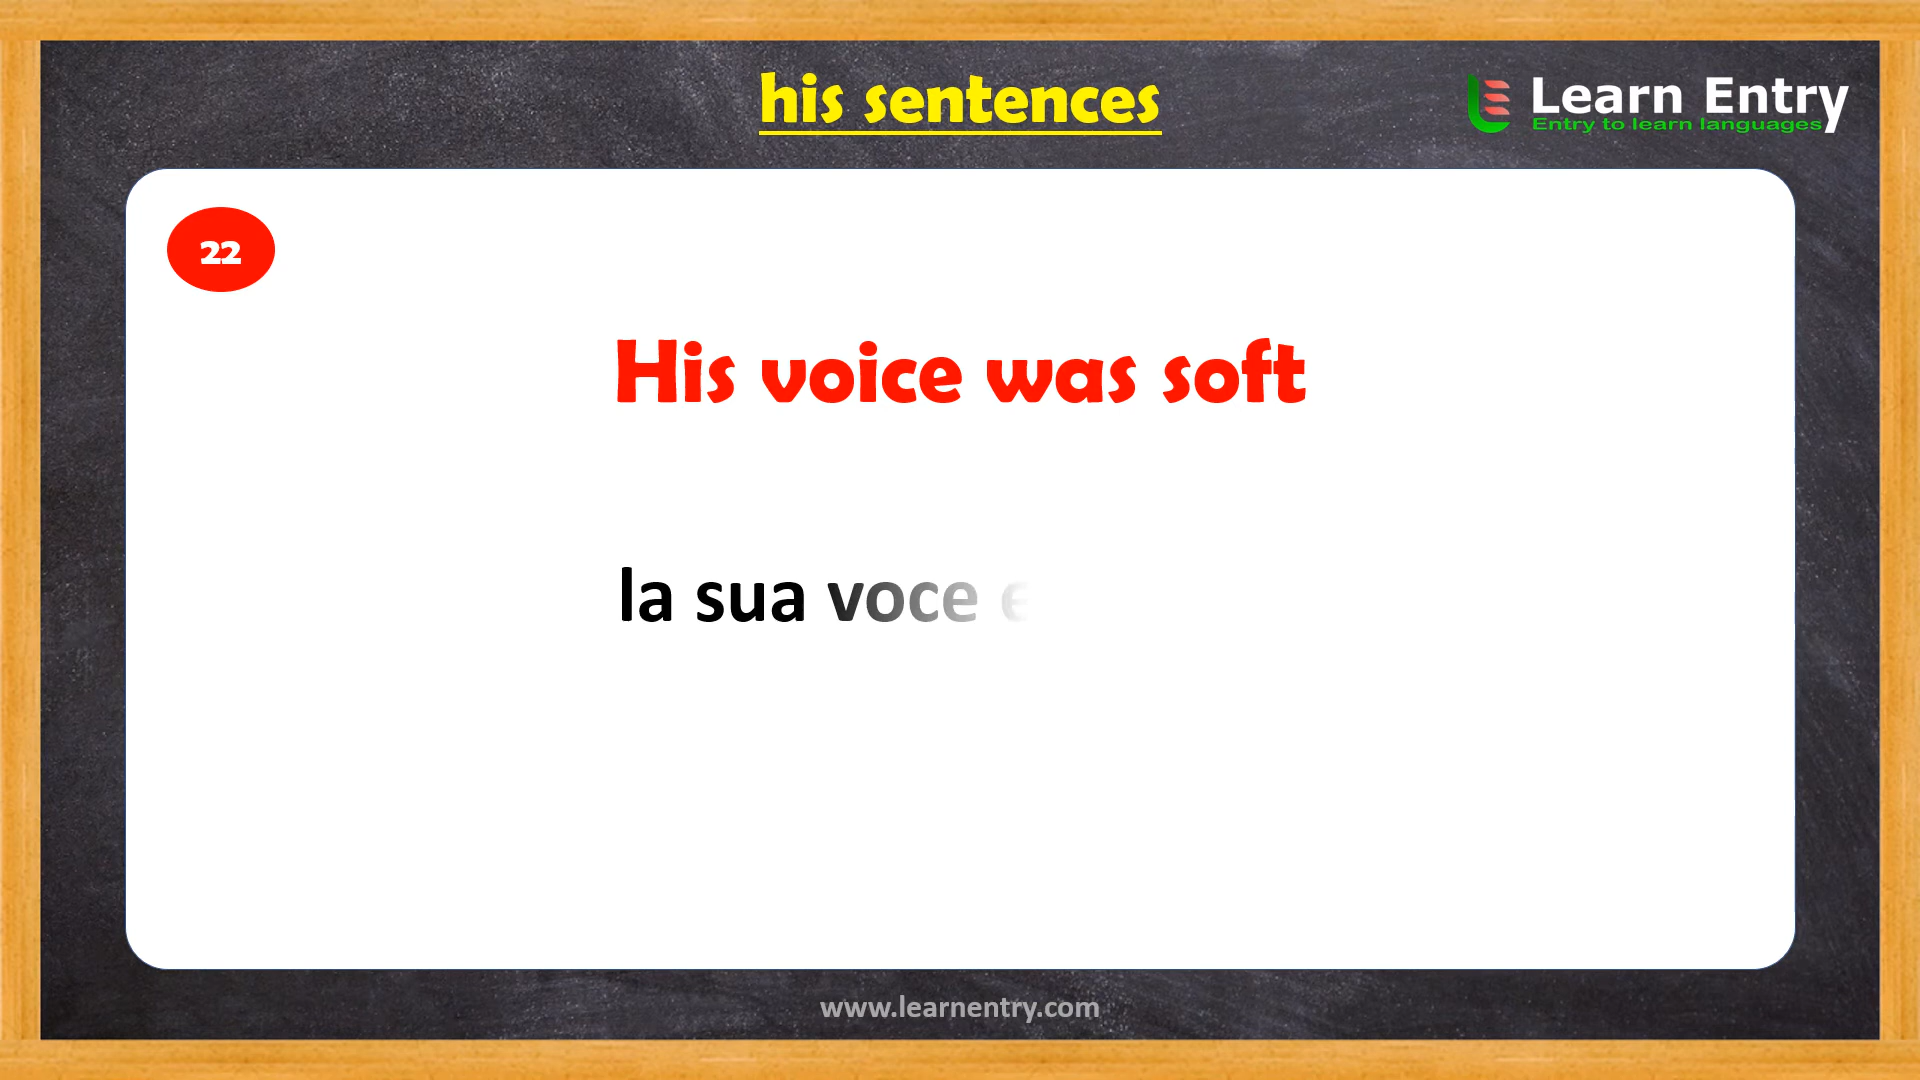 his sentences
Learn Entry
Entry to learn languages
22
His voice was soft
la sua voce
www.learnentry.com